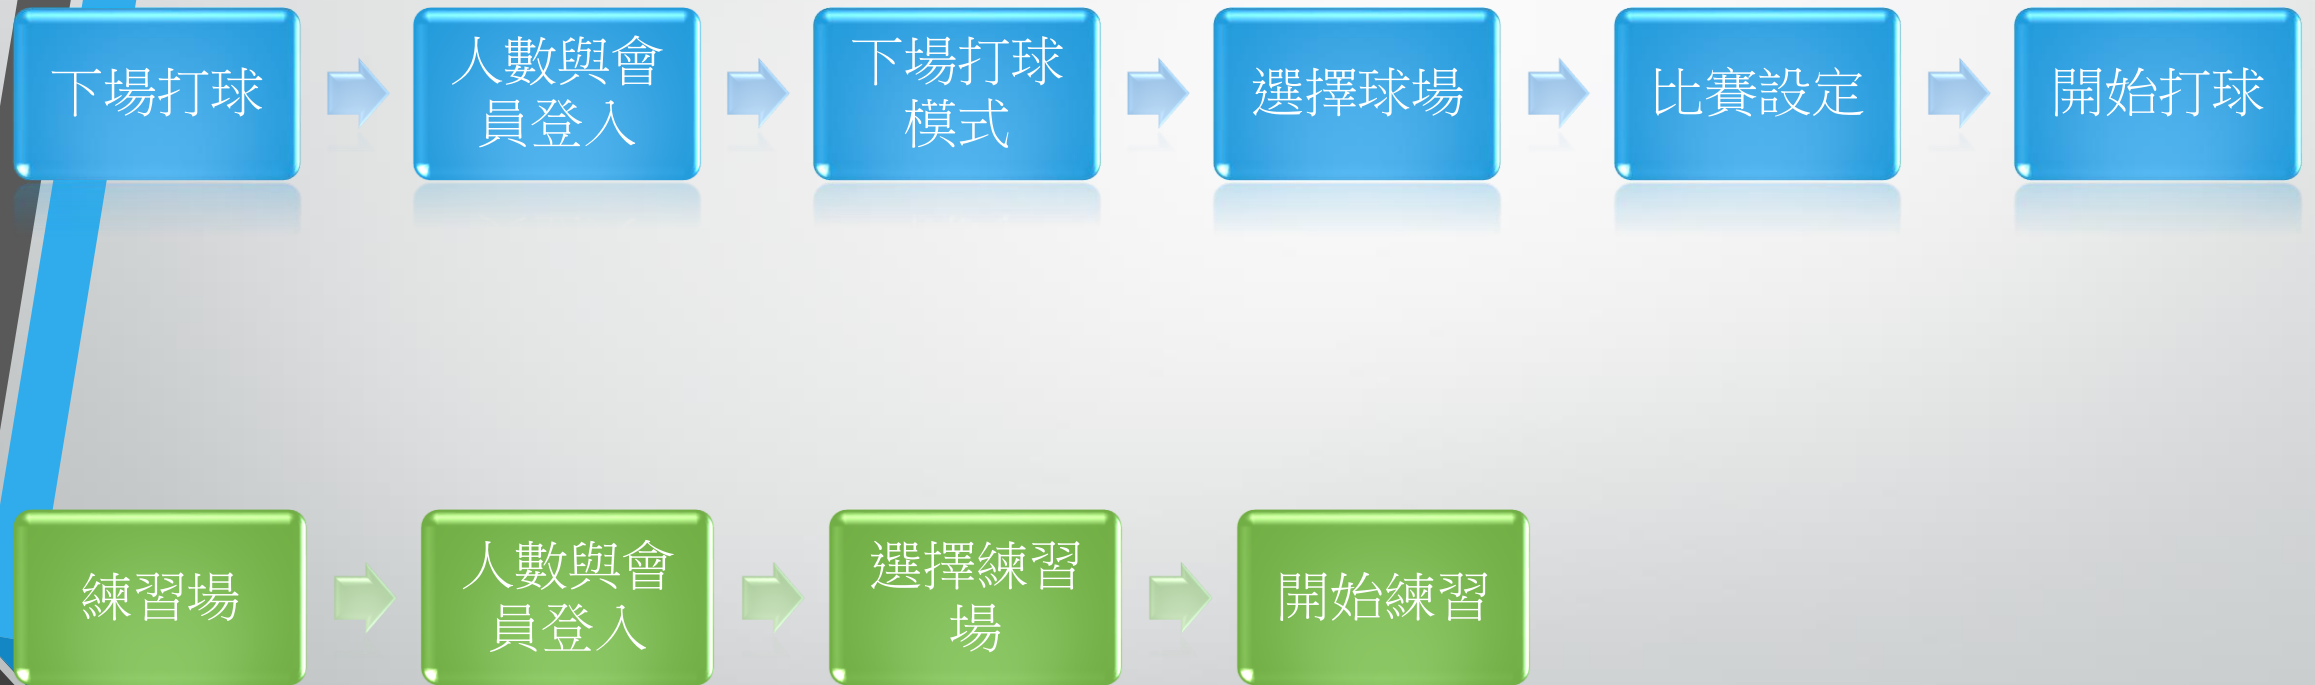 下場打球
人數與會
員登入
下場打球
模式
選擇球場
比賽設定
開始打球
練習場
人數與會
員登入
選擇練習
場
開始練習